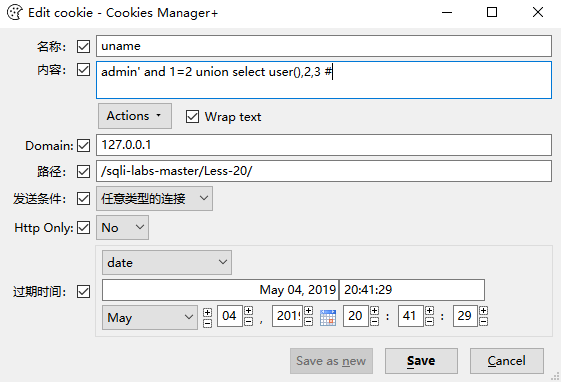 Edit cookie - Cookies Manager+
名称: uname
内容: admin' and 1=2 union select user(),2,3 #
Actions Wrap text
Domain: 127.0.0.1
路径: /sqli-labs-master/Less-20/
发送条件: 任意类型的连接
Http Only: No
date
过期时间: May 04, 2019 20:41:29
May 04 , 2019 20 : 41 : 29
Save as new Save Cancel